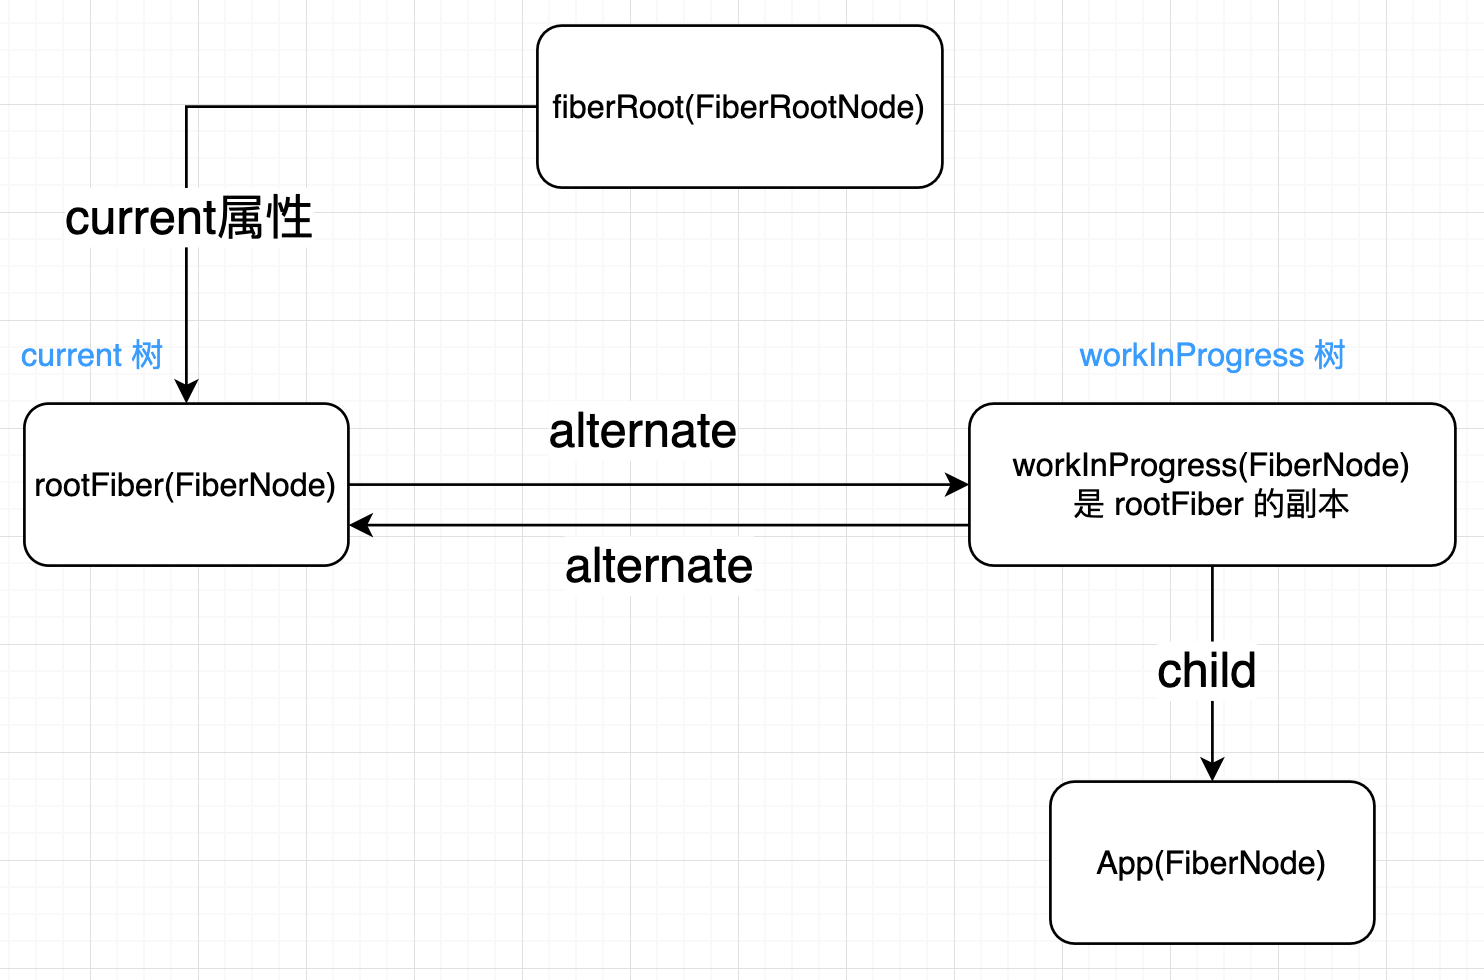 fiberRoot(FiberRootNode)
current属性
current 树
workInProgress 树
alternate
rootFiber(FiberNode)
workInProgress(FiberNode)
是 rootFiber 的副本
alternate
child
App(FiberNode)